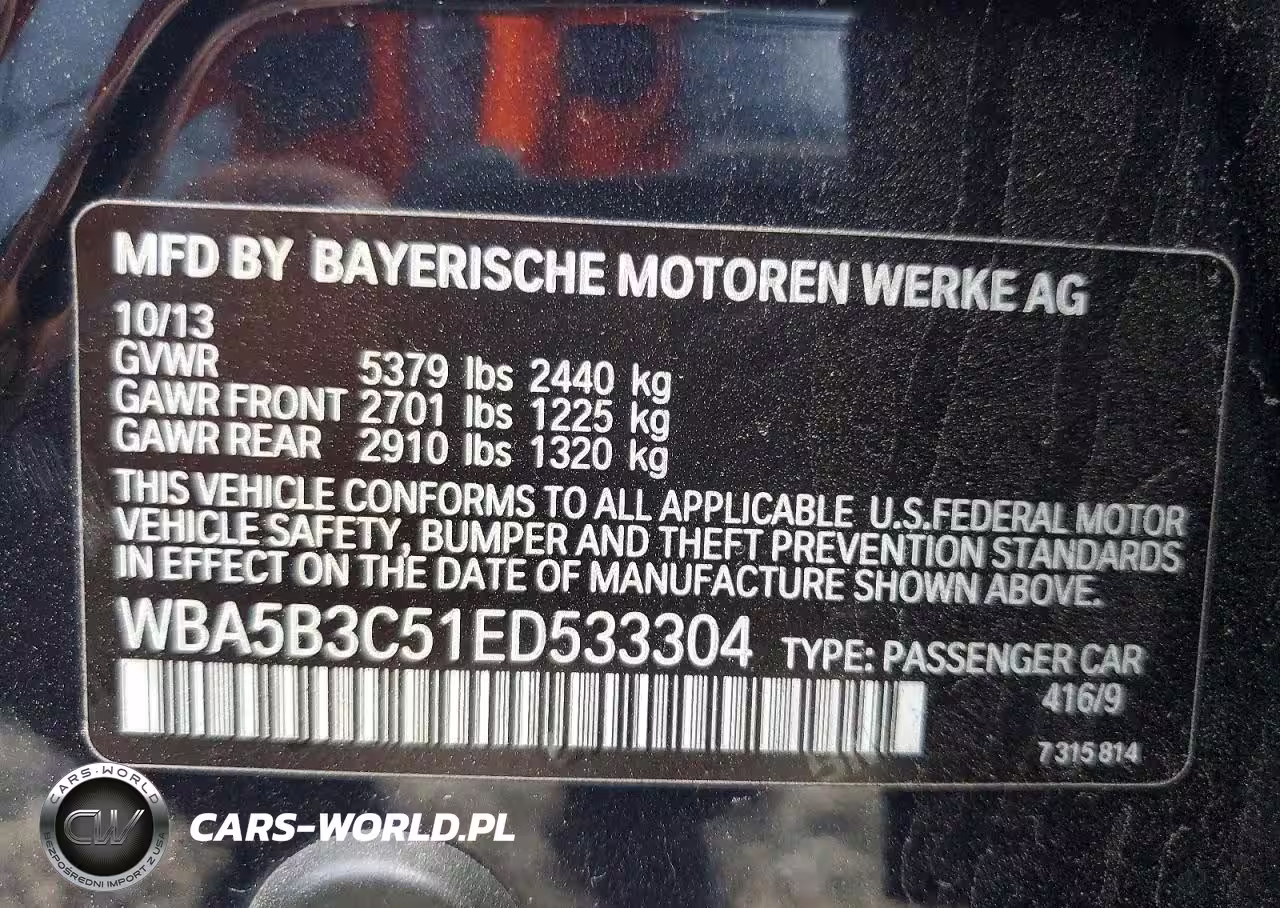 MFD BY BAYERISCHE MOTOREN WERKE AG
10/13
GVWR 5379 lbs 2440 kg
GAWR FRONT 2701 lbs 1225 kg
GAWR REAR 2910 lbs 1320 kg
THIS VEHICLE CONFORMS TO ALL APPLICABLE U.S.FEDERAL MOTOR
VEHICLE SAFETY, BUMPER AND THEFT PREVENTION STANDARDS
IN EFFECT ON THE DATE OF MANUFACTURE SHOWN ABOVE.
WBA5B3C51ED533304 TYPE: PASSENGER CAR
416/9
7 315 814
CARS-WORLD
CW
BEZPOŚREDNI IMPORT Z USA
CARS-WORLD.PL